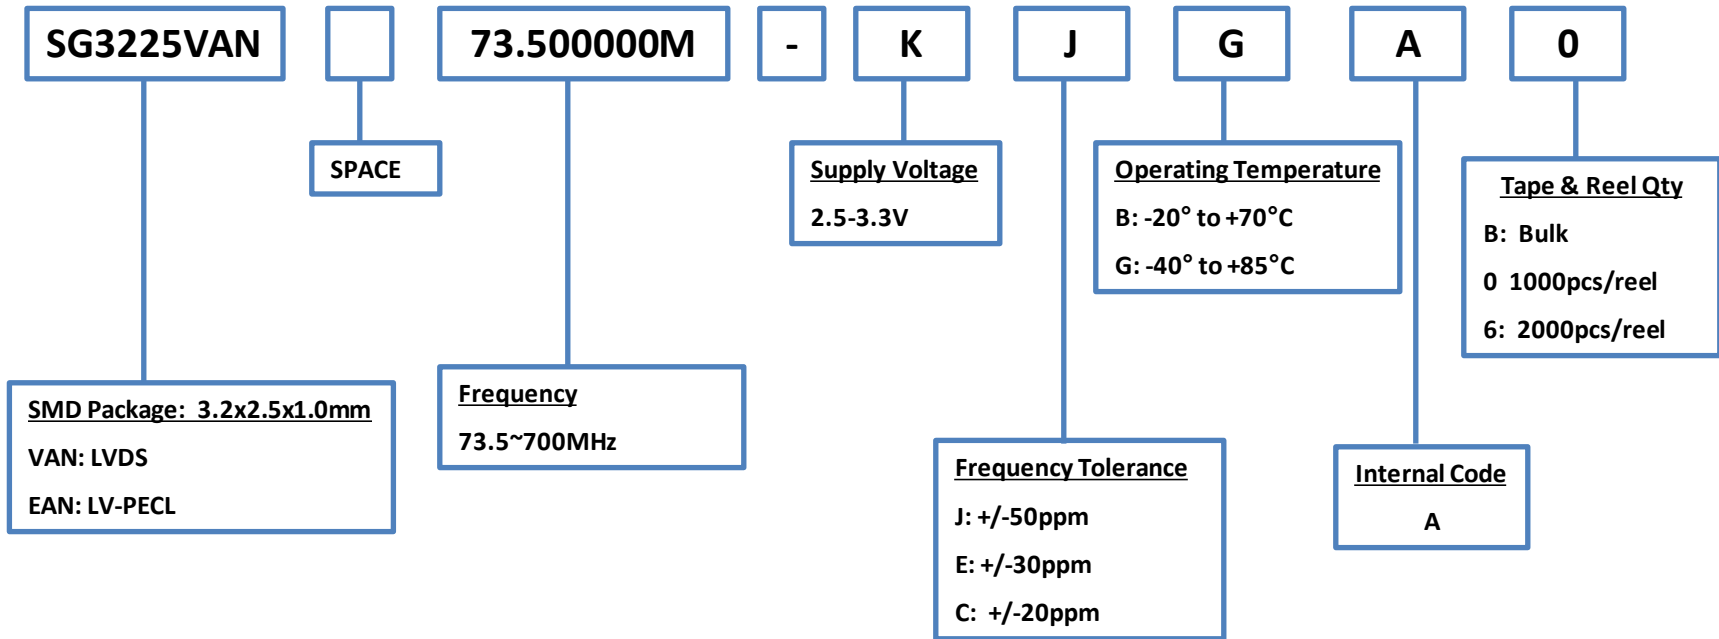 SG3225VAN 73.500000M - K J G A 0
SPACE
Supply Voltage
2.5-3.3V
Operating Temperature
B: -20° to +70°C
G: -40° to +85°C
Tape & Reel Qty
B: Bulk
0 1000pcs/reel
6: 2000pcs/reel
SMD Package: 3.2x2.5x1.0mm
VAN: LVDS
EAN: LV-PECL
Frequency
73.5~700MHz
Frequency Tolerance
J: +/-50ppm
E: +/-30ppm
C: +/-20ppm
Internal Code
A